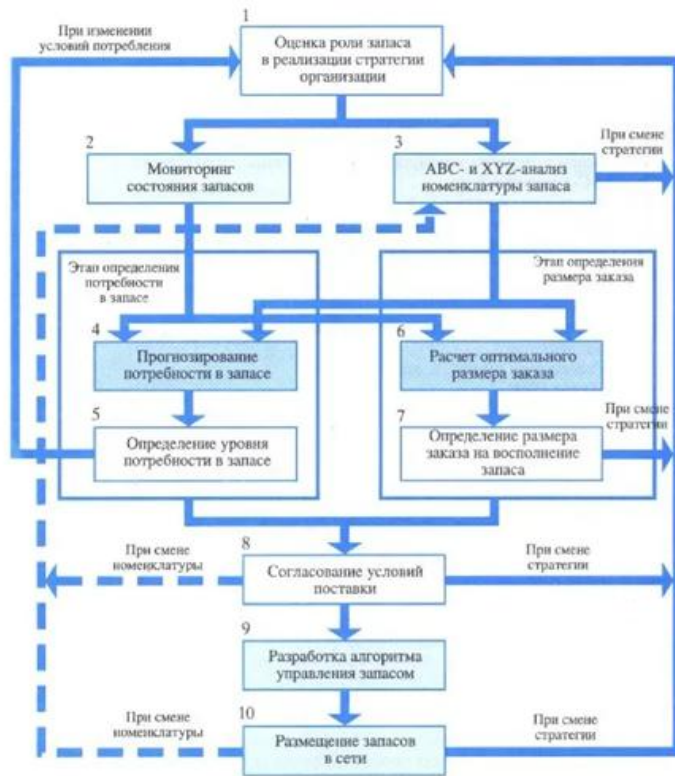 1
При изменении
условий потребления
Оценка роли запаса
в реализации стратегии
организации
2
Мониторинг
состояния запасов
3
АВС- и XYZ-анализ
номенклатуры запаса
При смене
стратегии
Этап определения
потребности
в запасе
Этап определения
размера заказа
4
Прогнозирование
потребности в запасе
6
Расчет оптимального
размера заказа
5
Определение уровня
потребности в запасе
7
Определение размера
заказа на восполнение
запаса
При смене
стратегии
8
При смене
номенклатуры
Согласование условий
поставки
При смене
стратегии
9
Разработка алгоритма
управления запасом
10
При смене
номенклатуры
Размещение запасов
в сети
При смене
стратегии